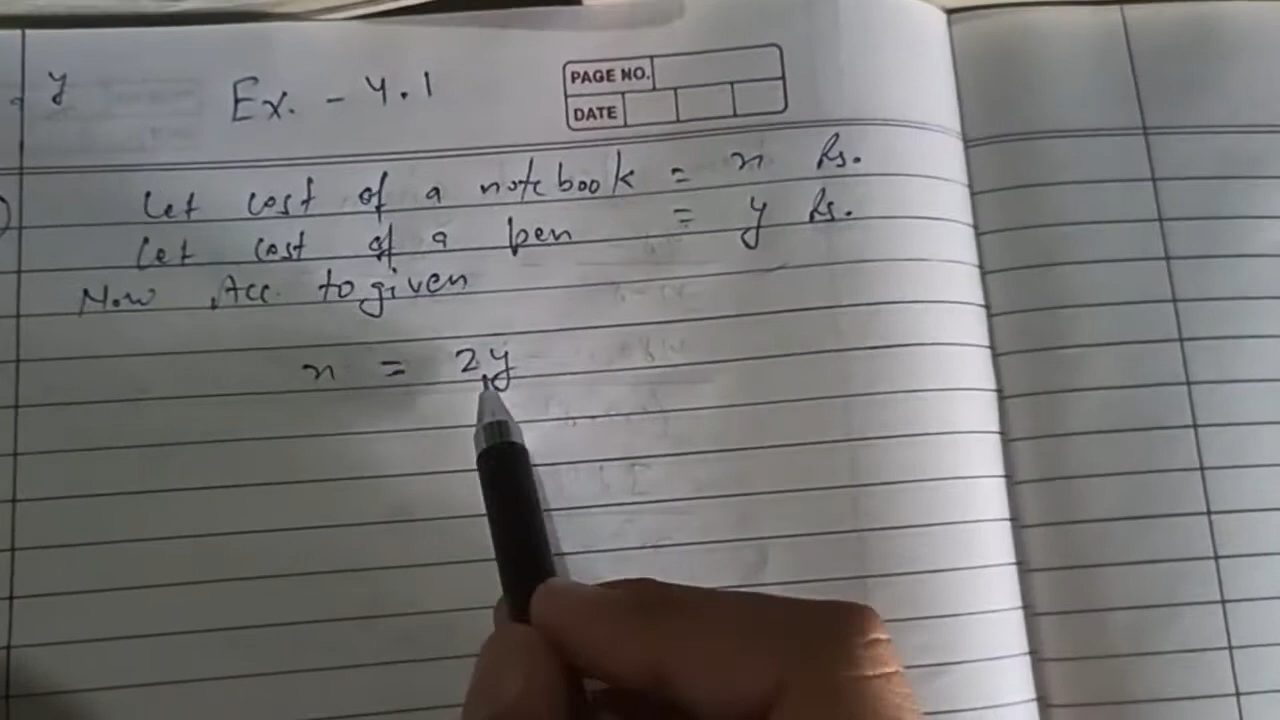 y
Ex. - 4.1
PAGE NO.
DATE
Let cost of a notebook = x Rs.
Let cost of a pen = y Rs.
Now , Acc. to given
x = 2y